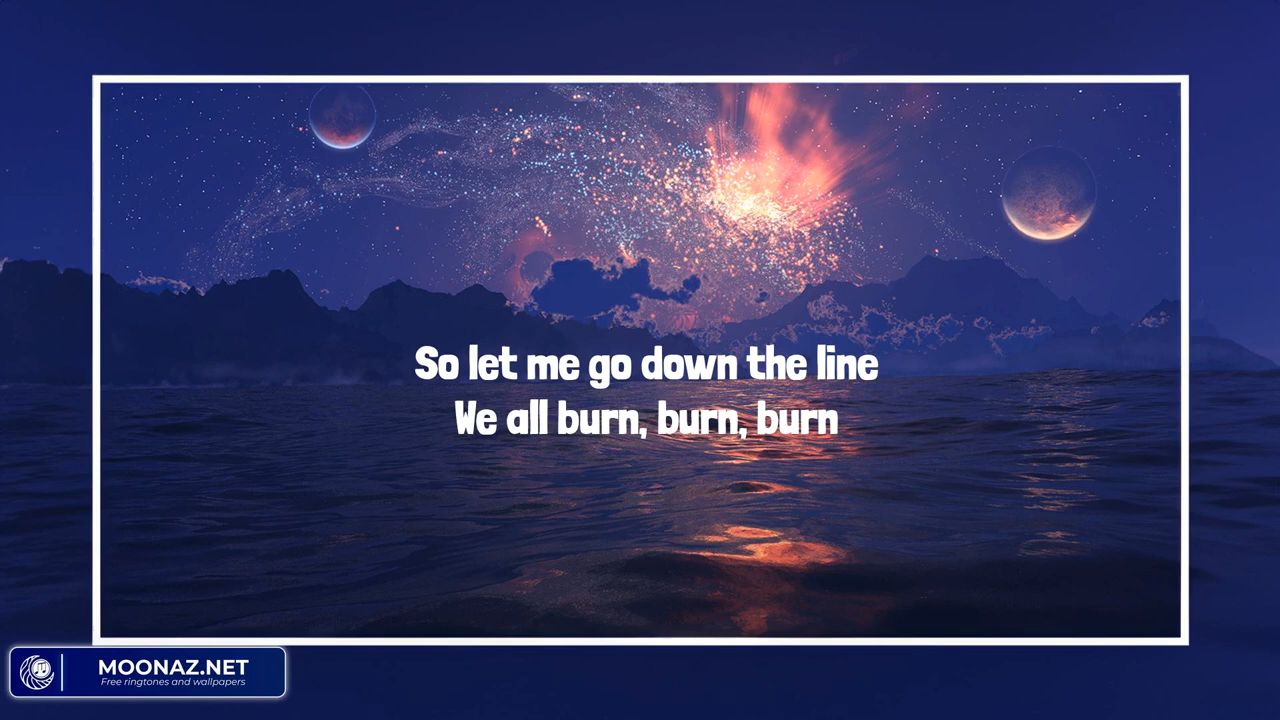 So let me go down the line
We all burn, burn, burn
MOONAZ.NET
Free ringtones and wallpapers